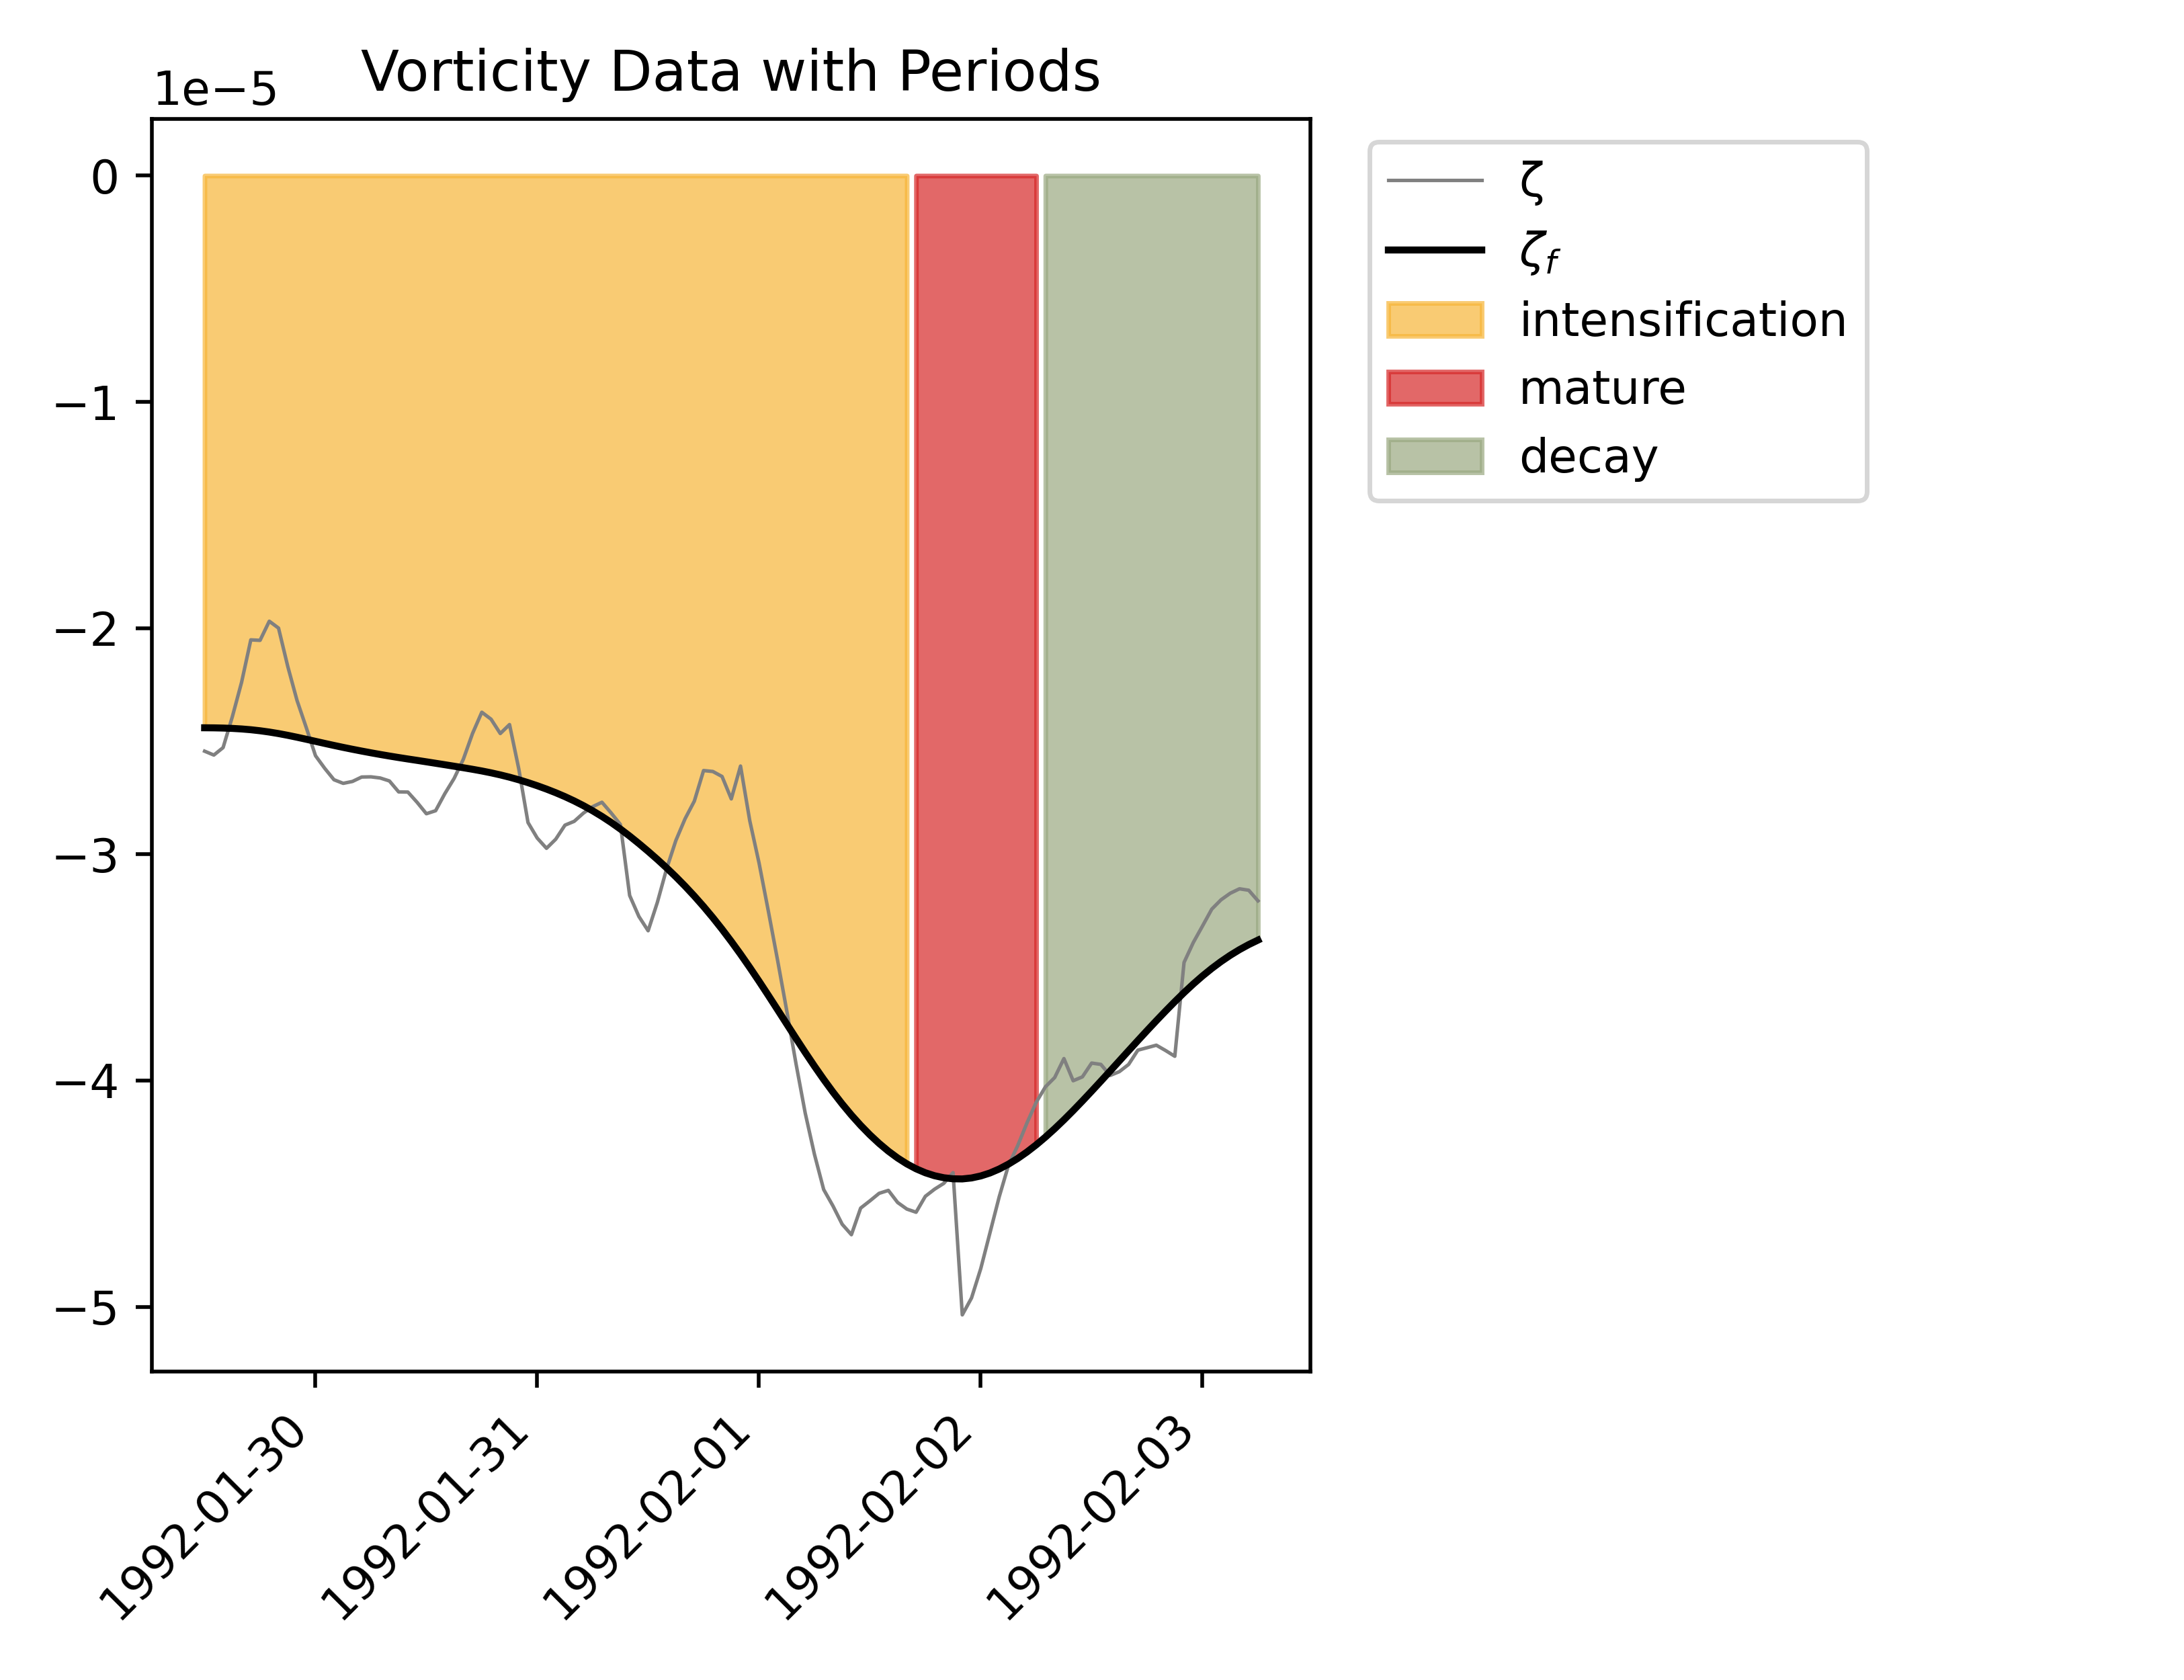 Vorticity Data with Periods
1e−5
0
−1
−2
−3
−4
−5
1992-01-30
1992-01-31
1992-02-01
1992-02-02
1992-02-03
ζ
ζf
intensification
mature
decay